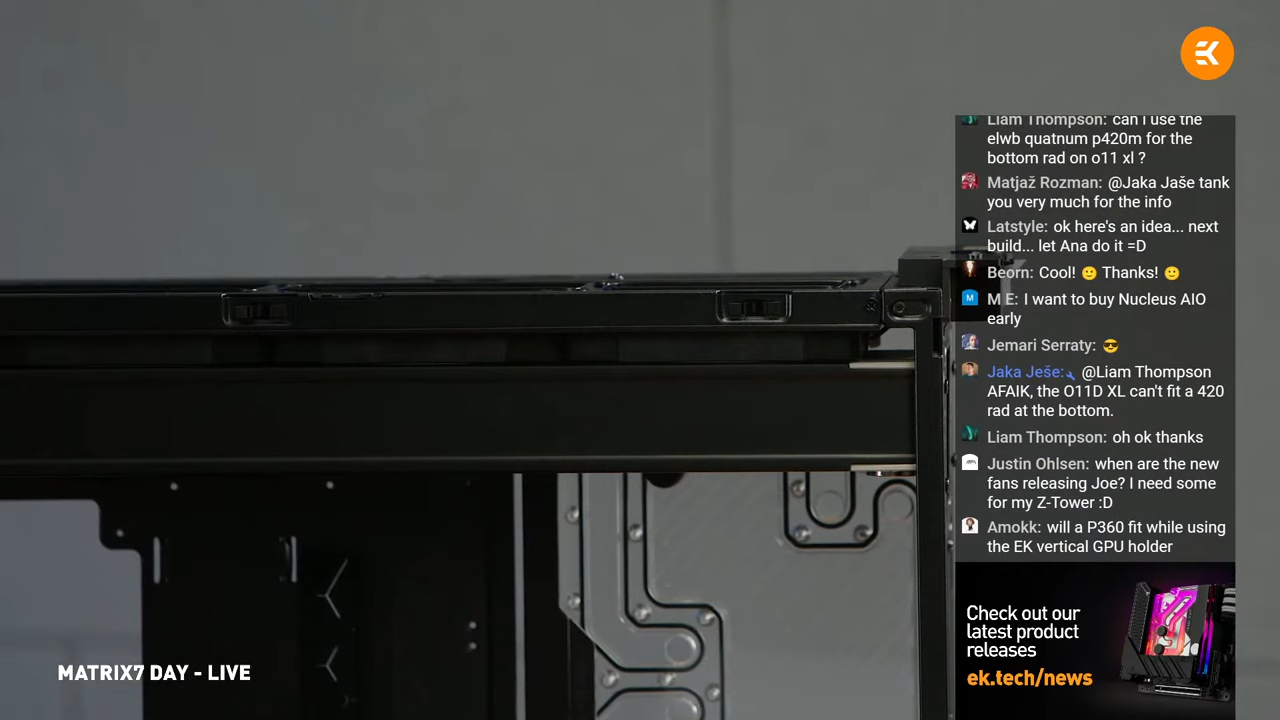 Liam Thompson: can i use the
elwb quatnum p420m for the
bottom rad on o11 xl ?
Matjaž Rozman: @Jaka Jaše tank
you very much for the info
Latstyle: ok here's an idea... next
build... let Ana do it =D
Beorn: Cool! 🙂 Thanks! 🙂
M
M E: I want to buy Nucleus AIO
early
Jemari Serraty: 😎
Jaka Ješe: @Liam Thompson
AFAIK, the O11D XL can't fit a 420
rad at the bottom.
Liam Thompson: oh ok thanks
Justin Ohlsen: when are the new
fans releasing Joe? I need some
for my Z-Tower :D
Amokk: will a P360 fit while using
the EK vertical GPU holder
Check out our
latest product
releases
ek.tech/news
MATRIX7 DAY - LIVE